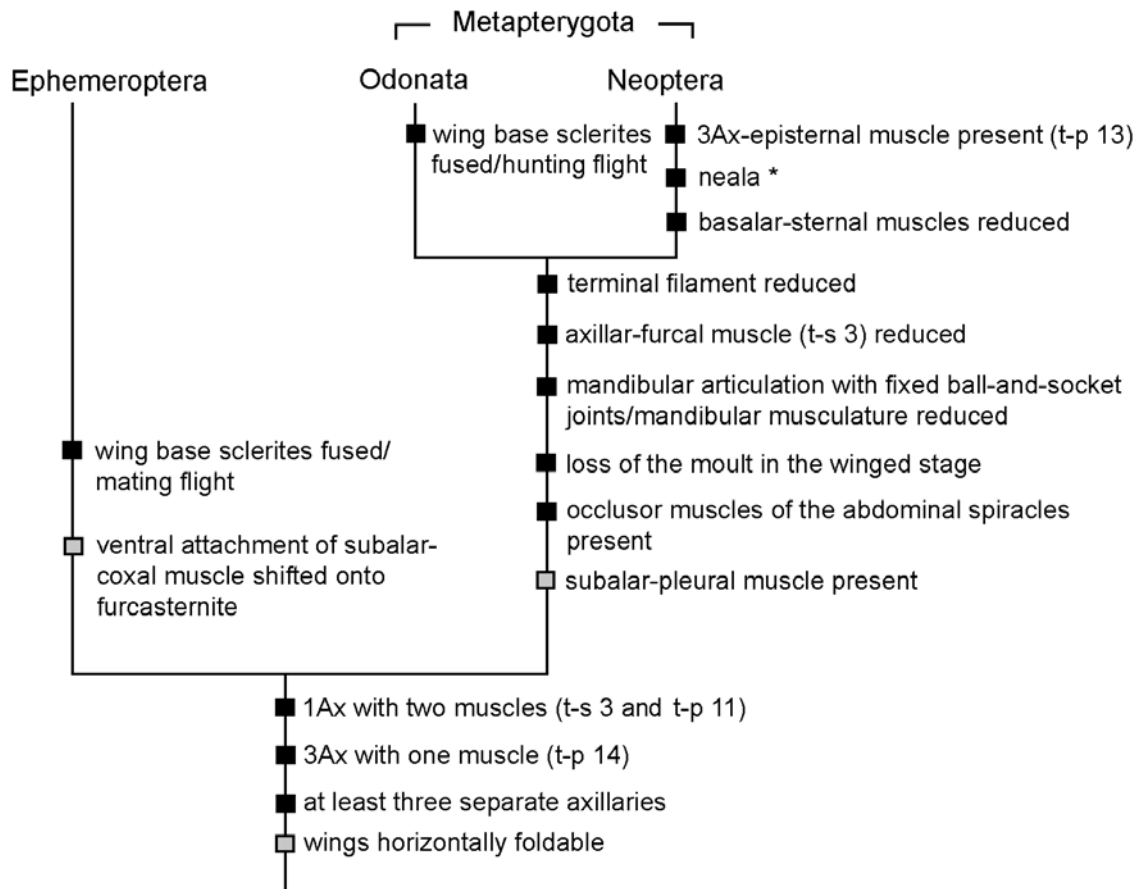 Metapterygota
Ephemeroptera
Odonata
Neoptera
wing base sclerites
fused/hunting flight
3Ax-episternal muscle present (t-p 13)
neala *
basalar-sternal muscles reduced
terminal filament reduced
axillar-furcal muscle (t-s 3) reduced
mandibular articulation with fixed ball-and-socket
joints/mandibular musculature reduced
wing base sclerites fused/
mating flight
loss of the moult in the winged stage
occlusor muscles of the abdominal spiracles
present
ventral attachment of subalar-
coxal muscle shifted onto
furcasternite
subalar-pleural muscle present
1Ax with two muscles (t-s 3 and t-p 11)
3Ax with one muscle (t-p 14)
at least three separate axillaries
wings horizontally foldable